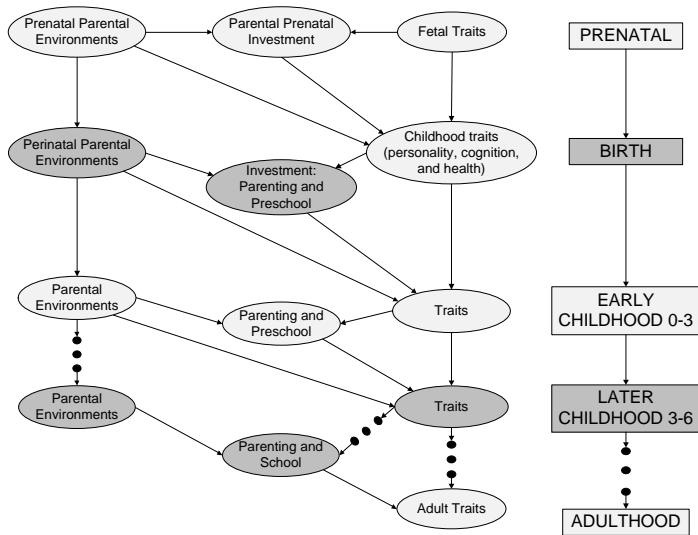 Prenatal Parental
Environments
Parental Prenatal
Investment
Fetal Traits
PRENATAL
Perinatal Parental
Environments
Investment:
Parenting and
Preschool
Childhood traits
(personality, cognition,
and health)
BIRTH
Parental
Environments
Parenting and
Preschool
Traits
EARLY
CHILDHOOD 0-3
Parental
Environments
Traits
LATER
CHILDHOOD 3-6
Parenting and
School
Adult Traits
ADULTHOOD